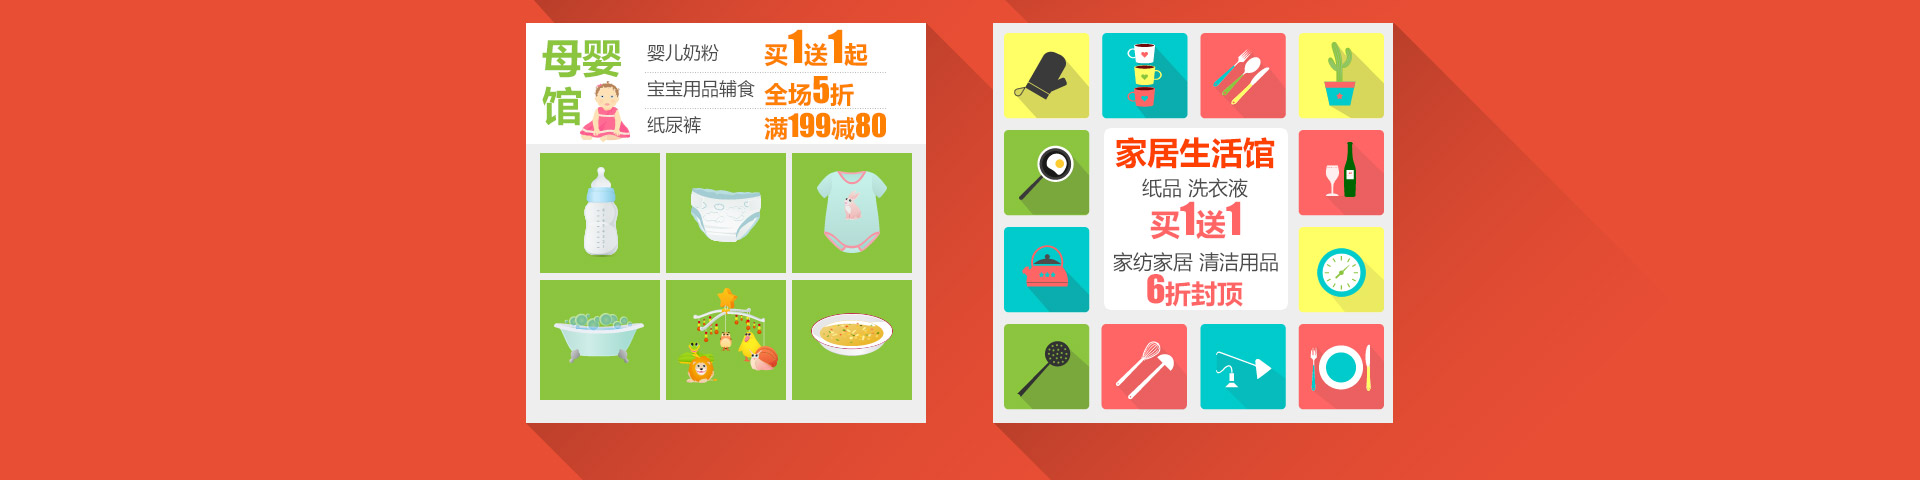 母婴馆
婴儿奶粉 买1送1起
宝宝用品辅食 全场5折
纸尿裤 满199减80
家居生活馆
纸品 洗衣液
买1送1
家纺家居 清洁用品
6折封顶